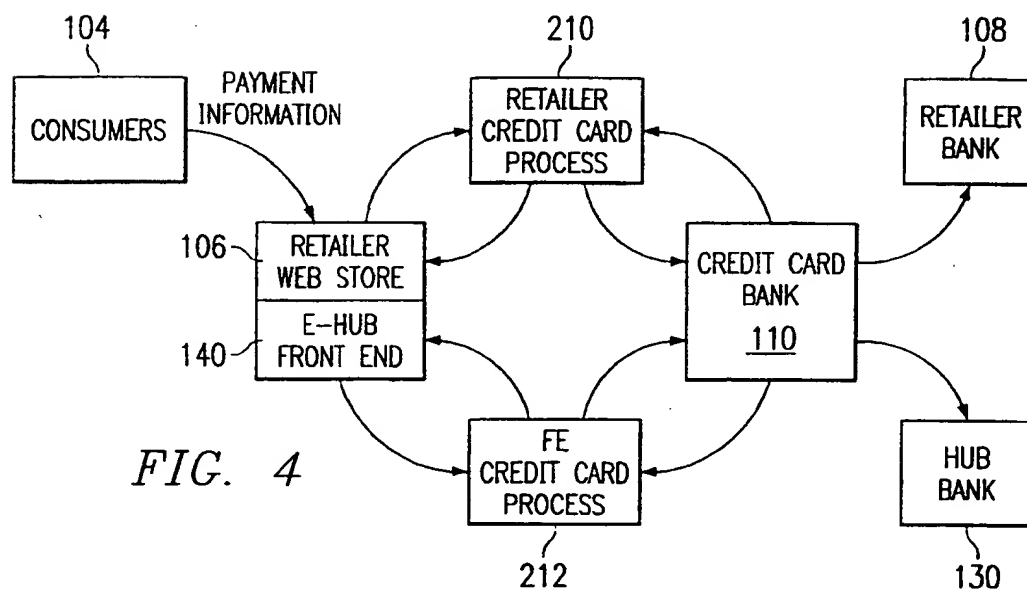 104
210
108
CONSUMERS
PAYMENT
INFORMATION
RETAILER
CREDIT CARD
PROCESS
RETAILER
BANK
106
RETAILER
WEB STORE
140
E-HUB
FRONT END
CREDIT CARD
BANK
110
FIG. 4
FE
CREDIT CARD
PROCESS
212
HUB
BANK
130